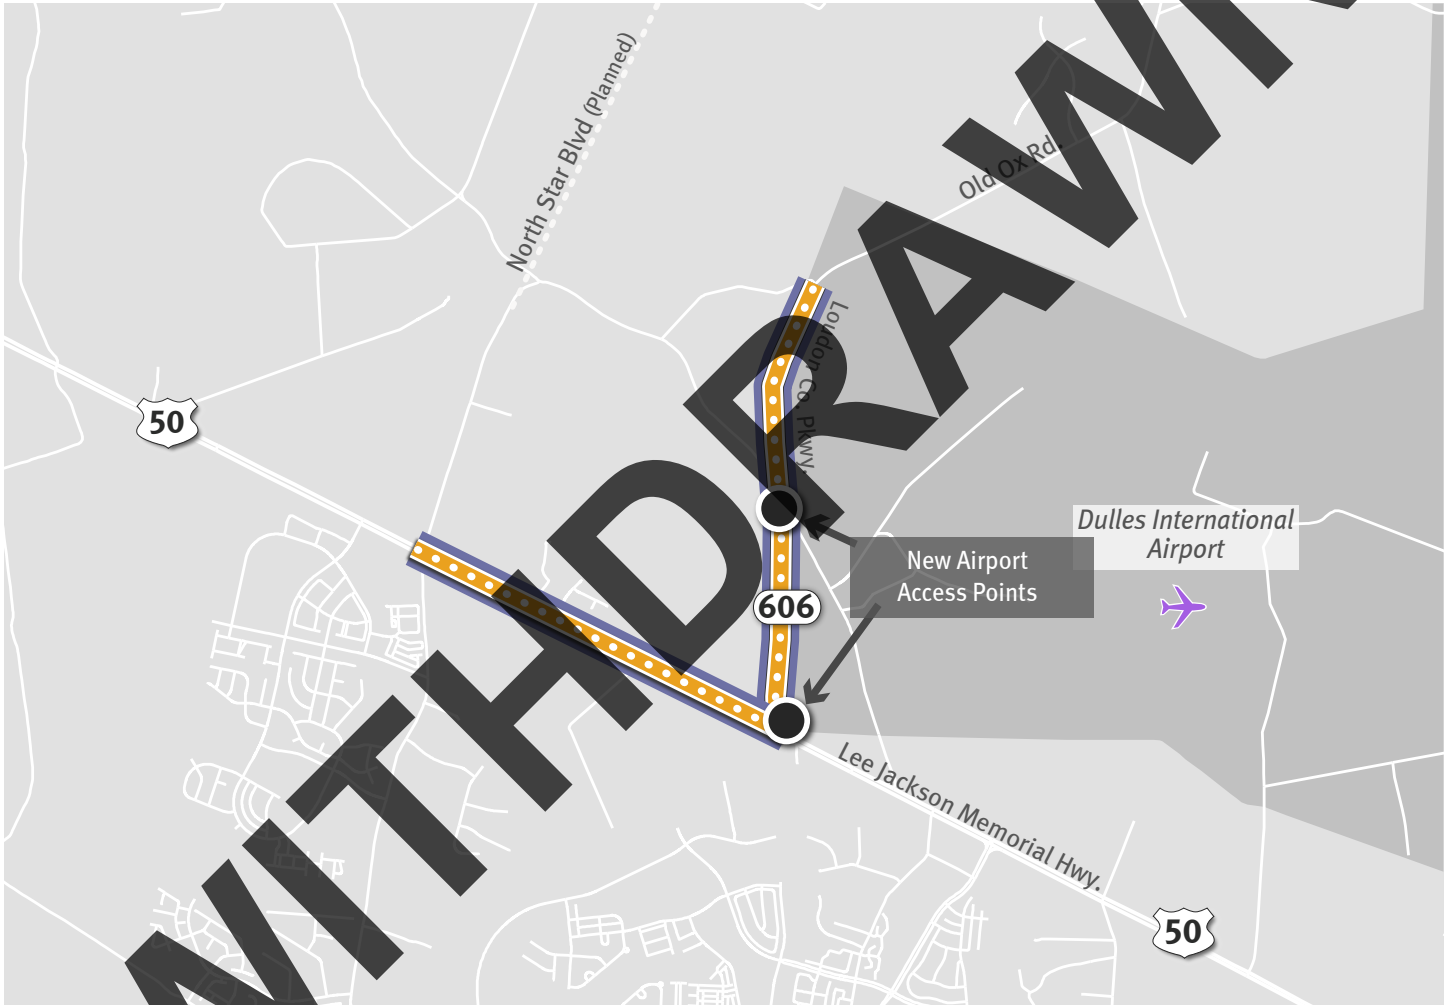 North Star Blvd (Planned)
Old Ox Rd.
Loudon Co. Pkwy.
50
Dulles International
Airport
New Airport
Access Points
606
Lee Jackson Memorial Hwy.
50
WITHDRAWN